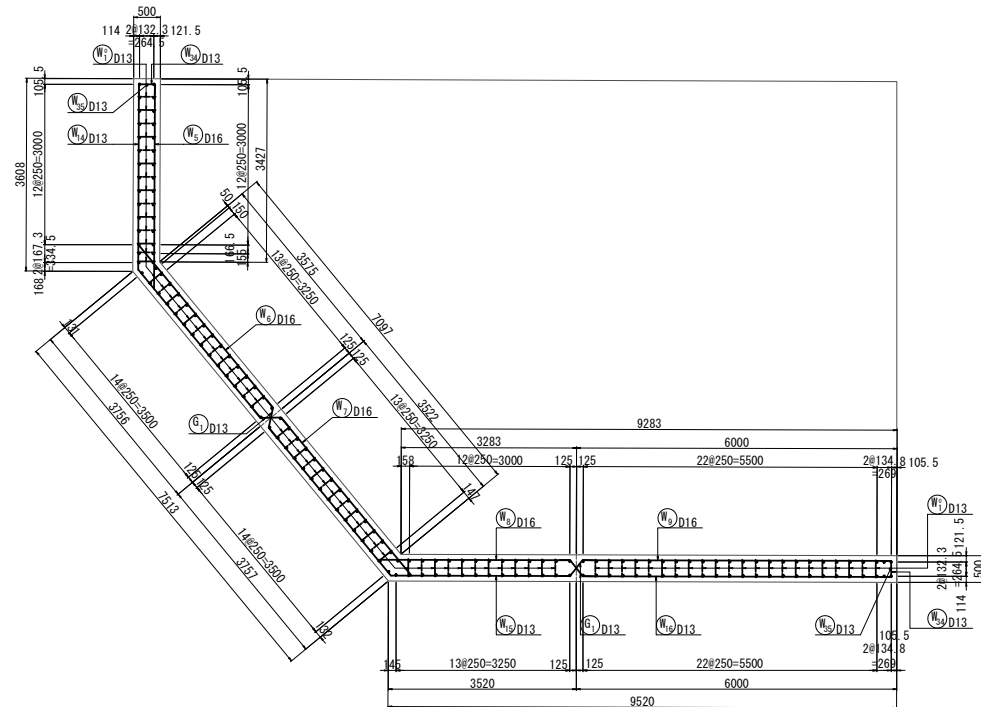 500
114 2@132.3 121.5
=264.5
W1⁰ D13
W34 D13
W35 D13
W14 D13
W5 D16
105.5
12@250=3000
3608
2@167.3
=334.5
168
105.5
12@250=3000
3427
166.5
155
50 150
3575
13@250=3250
7097
125 125
3522
13@250=3250
147
W6 D16
W7 D16
G1 D13
131
14@250=3500
3756
7513
125 125
14@250=3500
3757
132
9283
3283 6000
158 12@250=3000 125 125 22@250=5500 2@134.8 105.5
=269
W8 D16
W9 D16
W1⁰ D13
121.5
2@132.3
=264.5
114
500
W15 D13
G1 D13
W16 D13
W35 D13
W34 D13
105.5
2@134.8
145 13@250=3250 125 125 22@250=5500 =269
3520 6000
9520